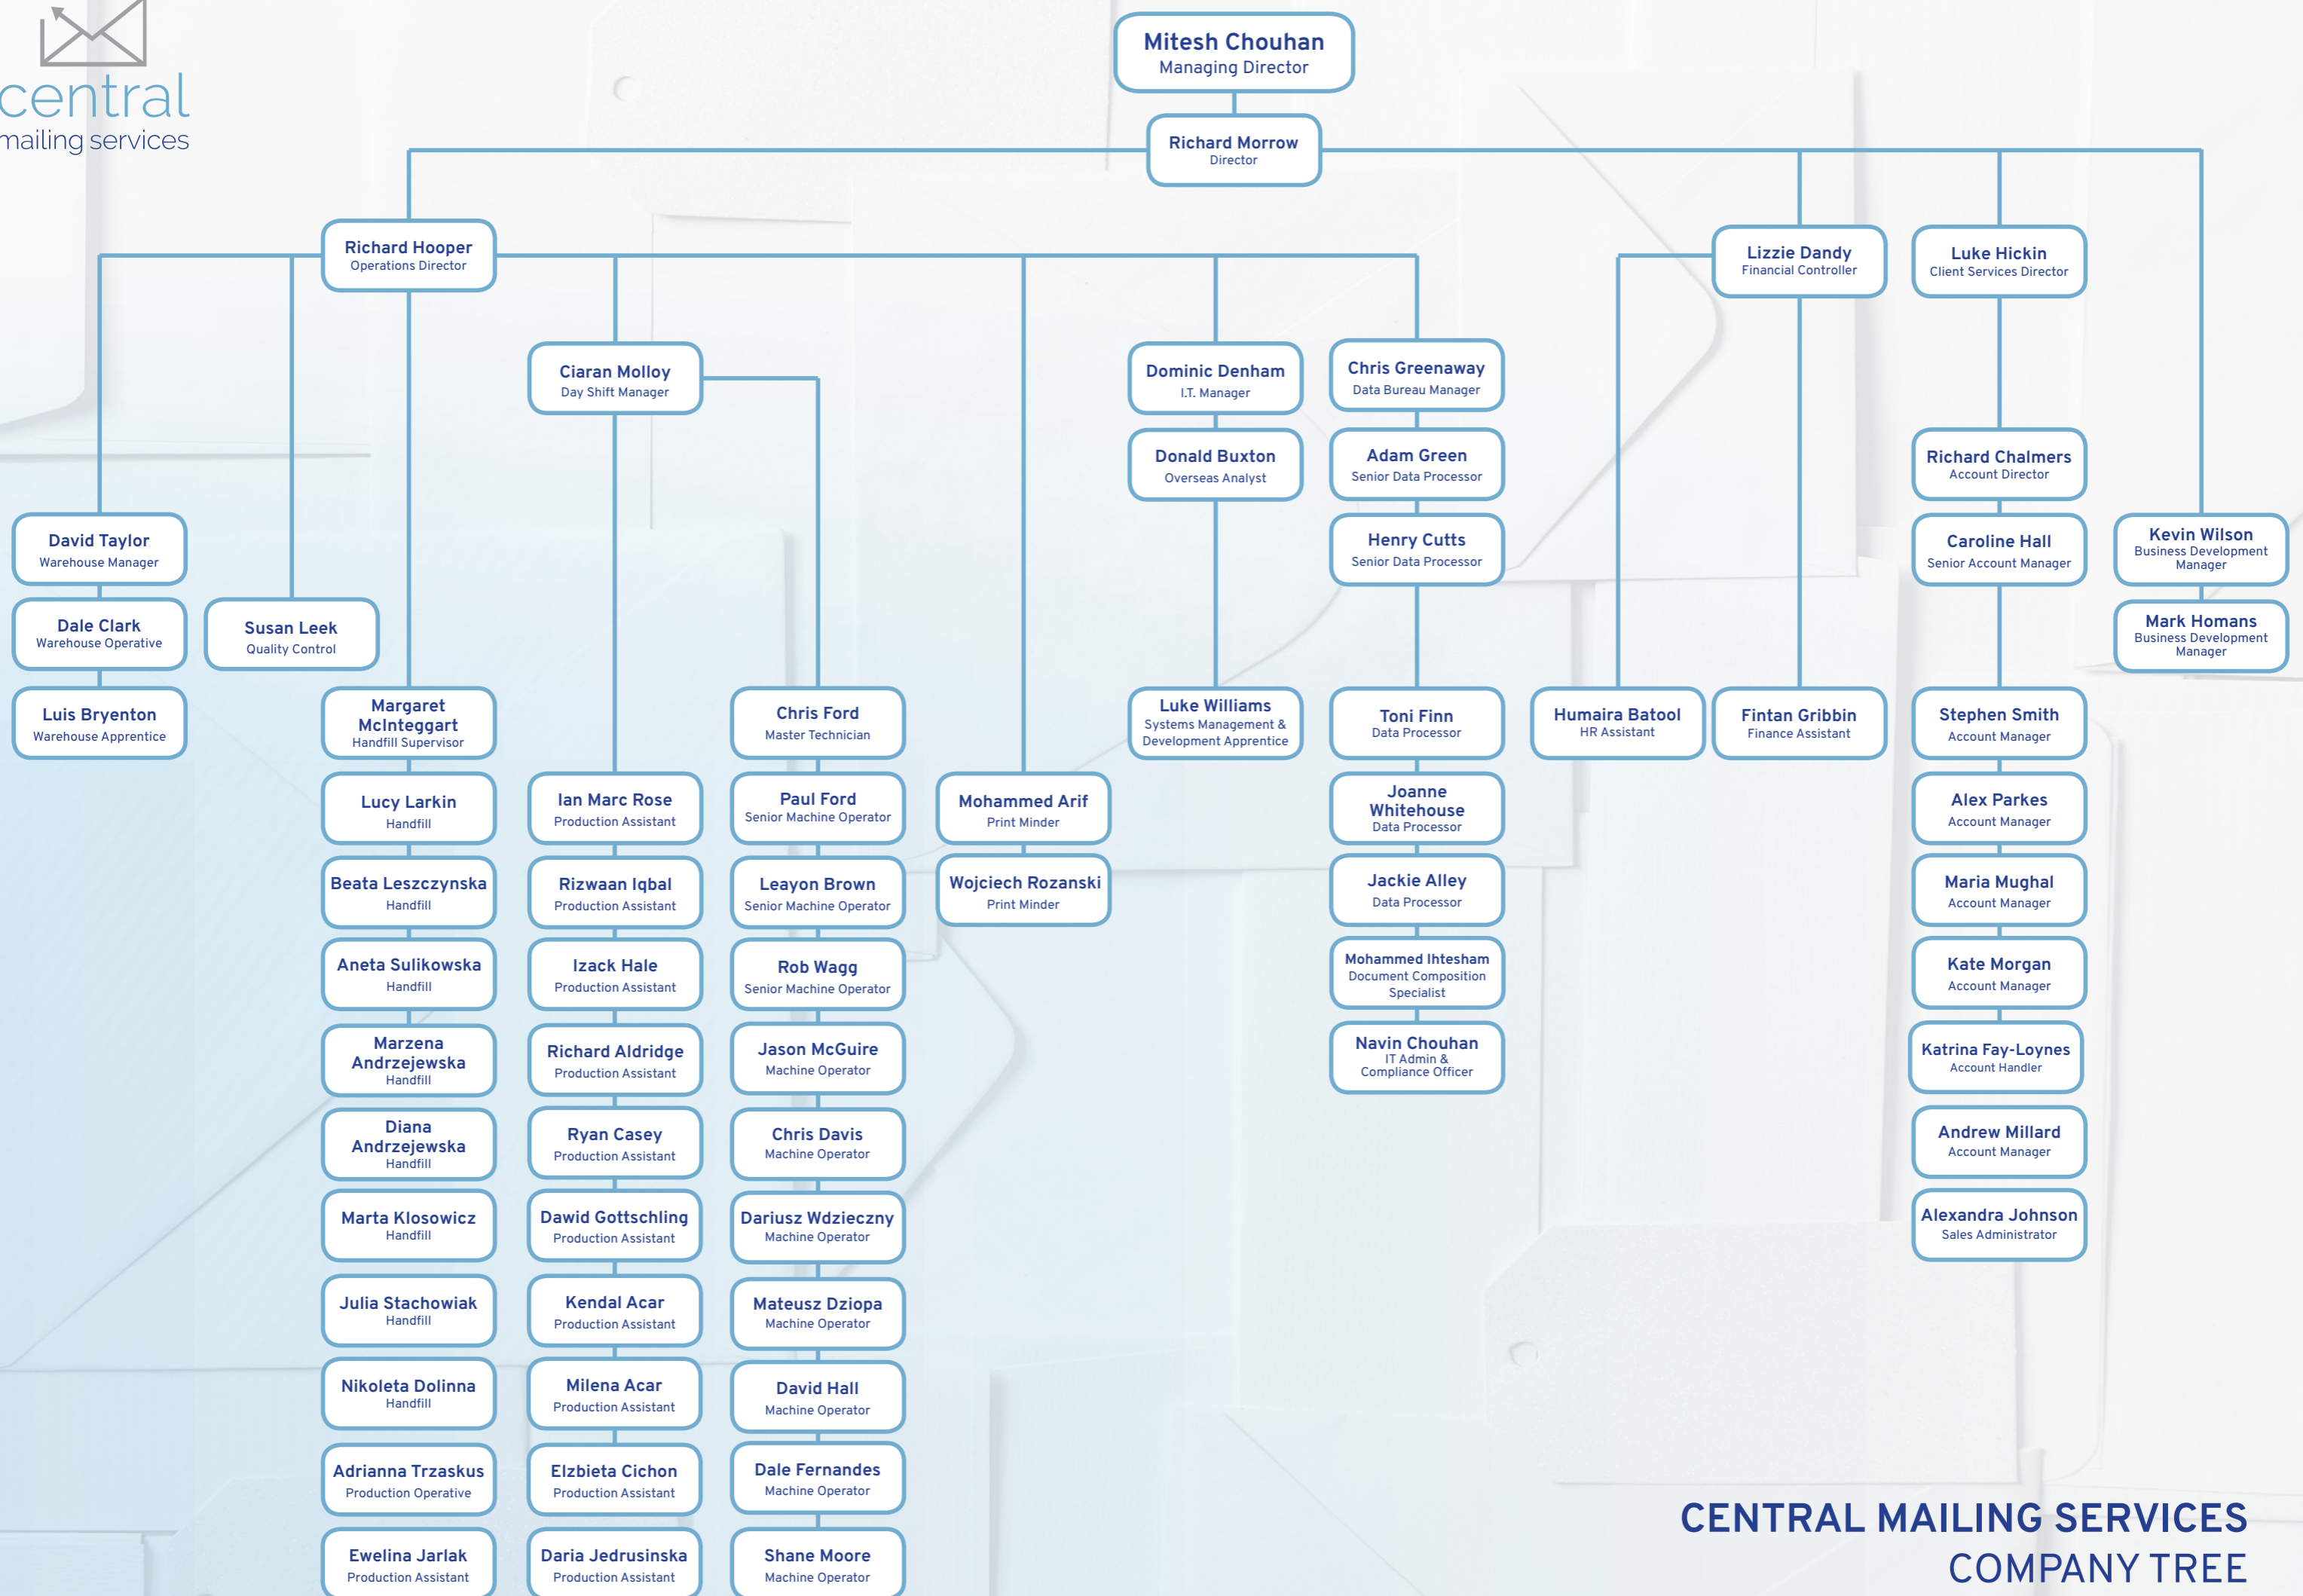 central
mailing services
Mitesh Chouhan
Managing Director
Richard Morrow
Director
Richard Hooper
Operations Director
Lizzie Dandy
Financial Controller
Luke Hickin
Client Services Director
Ciaran Molloy
Day Shift Manager
Dominic Denham
I.T. Manager
Chris Greenaway
Data Bureau Manager
Donald Buxton
Overseas Analyst
Adam Green
Senior Data Processor
Richard Chalmers
Account Director
David Taylor
Warehouse Manager
Henry Cutts
Senior Data Processor
Caroline Hall
Senior Account Manager
Kevin Wilson
Business Development
Manager
Dale Clark
Warehouse Operative
Susan Leek
Quality Control
Mark Homans
Business Development
Manager
Luis Bryenton
Warehouse Apprentice
Margaret
McInteggart
Handfill Supervisor
Chris Ford
Master Technician
Luke Williams
Systems Management &
Development Apprentice
Toni Finn
Data Processor
Humaira Batool
HR Assistant
Fintan Gribbin
Finance Assistant
Stephen Smith
Account Manager
Lucy Larkin
Handfill
Ian Marc Rose
Production Assistant
Paul Ford
Senior Machine Operator
Mohammed Arif
Print Minder
Joanne
Whitehouse
Data Processor
Alex Parkes
Account Manager
Beata Leszczynska
Handfill
Rizwaan Iqbal
Production Assistant
Leayon Brown
Senior Machine Operator
Wojciech Rozanski
Print Minder
Jackie Alley
Data Processor
Maria Mughal
Account Manager
Aneta Sulikowska
Handfill
Izack Hale
Production Assistant
Rob Wagg
Senior Machine Operator
Mohammed Ihtesham
Document Composition
Specialist
Kate Morgan
Account Manager
Marzena
Andrzejewska
Handfill
Richard Aldridge
Production Assistant
Jason McGuire
Machine Operator
Navin Chouhan
IT Admin &
Compliance Officer
Katrina Fay-Loynes
Account Handler
Diana
Andrzejewska
Handfill
Ryan Casey
Production Assistant
Chris Davis
Machine Operator
Andrew Millard
Account Manager
Marta Klosowicz
Handfill
Dawid Gottschling
Production Assistant
Dariusz Wdzieczny
Machine Operator
Alexandra Johnson
Sales Administrator
Julia Stachowiak
Handfill
Kendal Acar
Production Assistant
Mateusz Dziopa
Machine Operator
Nikoleta Dolinna
Handfill
Milena Acar
Production Assistant
David Hall
Machine Operator
Adrianna Trzaskus
Production Operative
Elzbieta Cichon
Production Assistant
Dale Fernandes
Machine Operator
Ewelina Jarlak
Production Assistant
Daria Jedrusinska
Production Assistant
Shane Moore
Machine Operator
CENTRAL MAILING SERVICES
COMPANY TREE